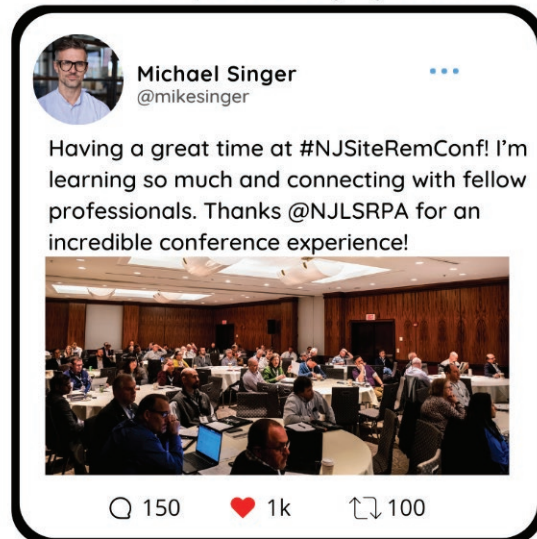 Michael Singer
@mikesinger
Having a great time at #NJSiteRemConf! I'm
learning so much and connecting with fellow
professionals. Thanks @NJLSRPA for an
incredible conference experience!
150 1k 100